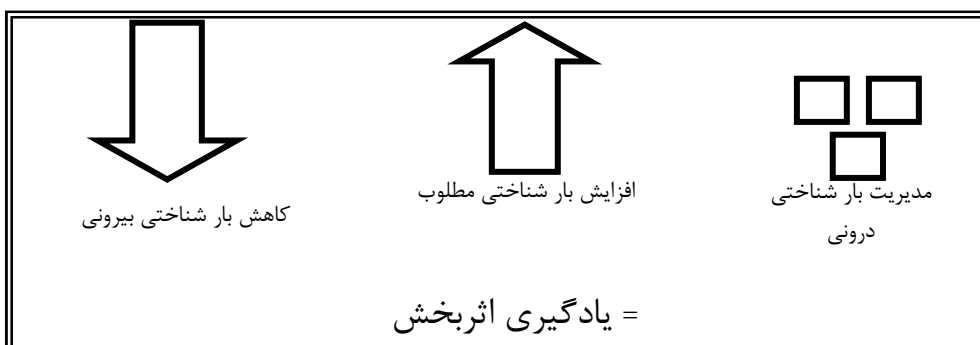 مدیریت بار شناختی
درونی
افزایش بار شناختی مطلوب
کاهش بار شناختی بیرونی
= یادگیری اثربخش